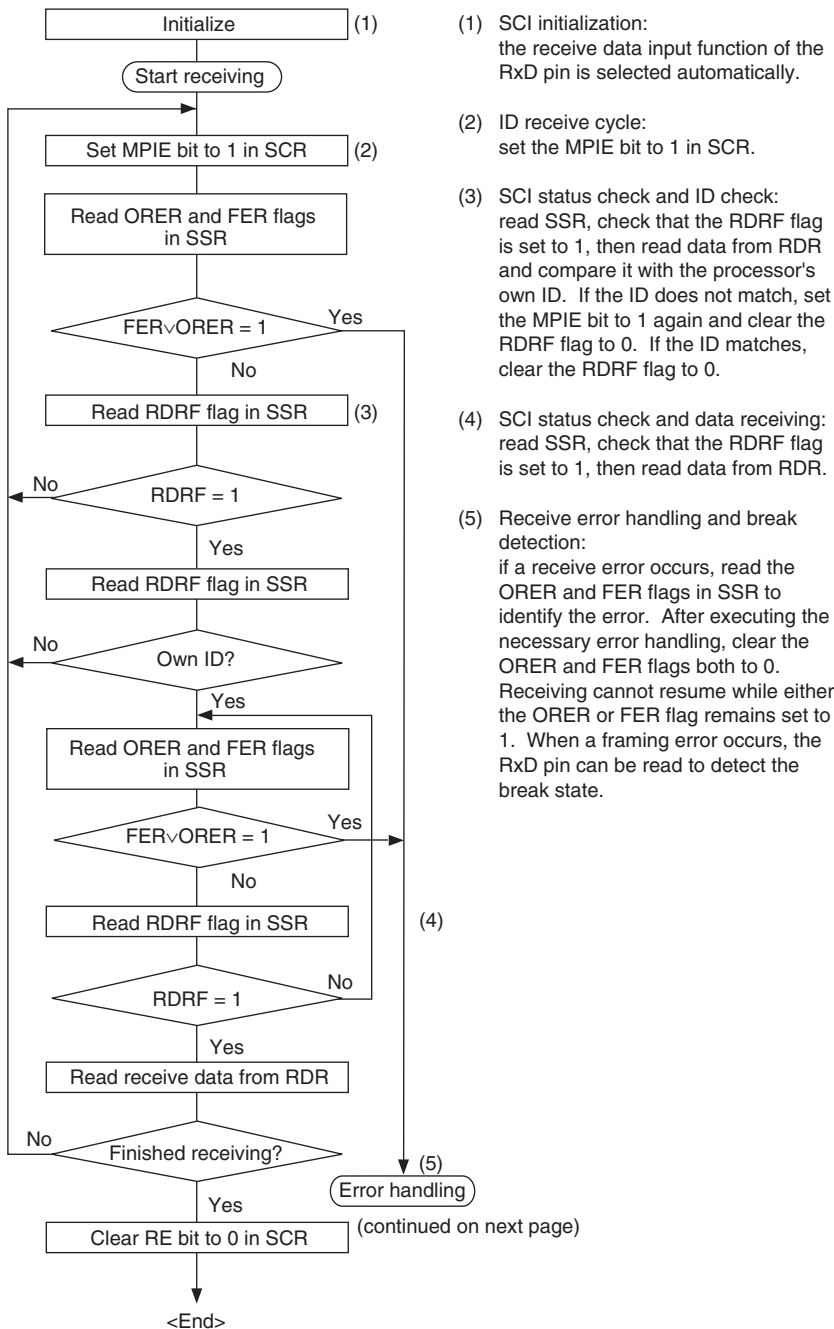 Initialize
(1)
Start receiving
Set MPIE bit to 1 in SCR
(2)
Read ORER and FER flags
in SSR
FER∨ORER = 1
Yes
No
Read RDRF flag in SSR
(3)
No
RDRF = 1
Yes
Read RDRF flag in SSR
No
Own ID?
Yes
Read ORER and FER flags
in SSR
FER∨ORER = 1
Yes
No
Read RDRF flag in SSR
(4)
RDRF = 1
No
Yes
Read receive data from RDR
No
Finished receiving?
(5)
Error handling
Yes
(continued on next page)
Clear RE bit to 0 in SCR
<End>
(1) SCI initialization:
the receive data input function of the
RxD pin is selected automatically.
(2) ID receive cycle:
set the MPIE bit to 1 in SCR.
(3) SCI status check and ID check:
read SSR, check that the RDRF flag
is set to 1, then read data from RDR
and compare it with the processor's
own ID. If the ID does not match, set
the MPIE bit to 1 again and clear the
RDRF flag to 0. If the ID matches,
clear the RDRF flag to 0.
(4) SCI status check and data receiving:
read SSR, check that the RDRF flag
is set to 1, then read data from RDR.
(5) Receive error handling and break
detection:
if a receive error occurs, read the
ORER and FER flags in SSR to
identify the error. After executing the
necessary error handling, clear the
ORER and FER flags both to 0.
Receiving cannot resume while either
the ORER or FER flag remains set to
1. When a framing error occurs, the
RxD pin can be read to detect the
break state.